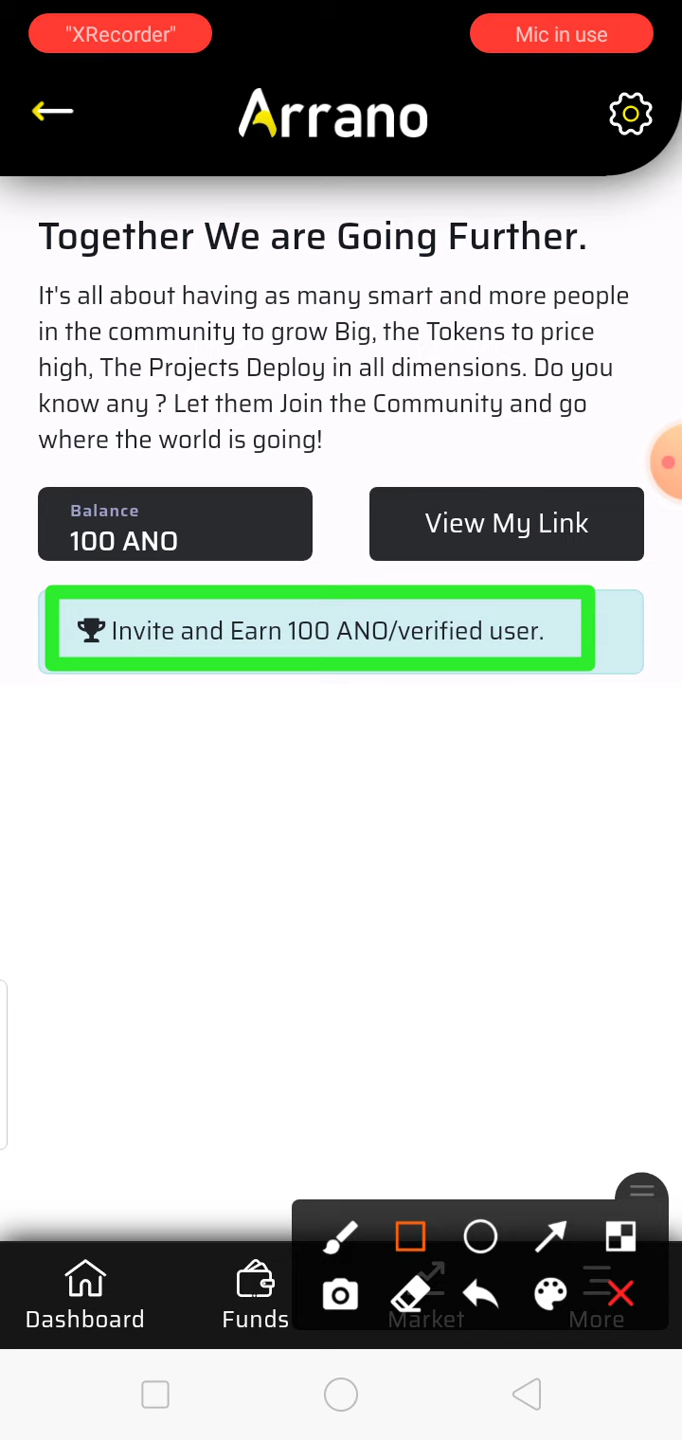 "XRecorder"
Mic in use
Arrano
Together We are Going Further.
It's all about having as many smart and more people
in the community to grow Big, the Tokens to price
high, The Projects Deploy in all dimensions. Do you
know any ? Let them Join the Community and go
where the world is going!
Balance
100 ANO
View My Link
Invite and Earn 100 ANO/verified user.
Dashboard
Funds
Market
More